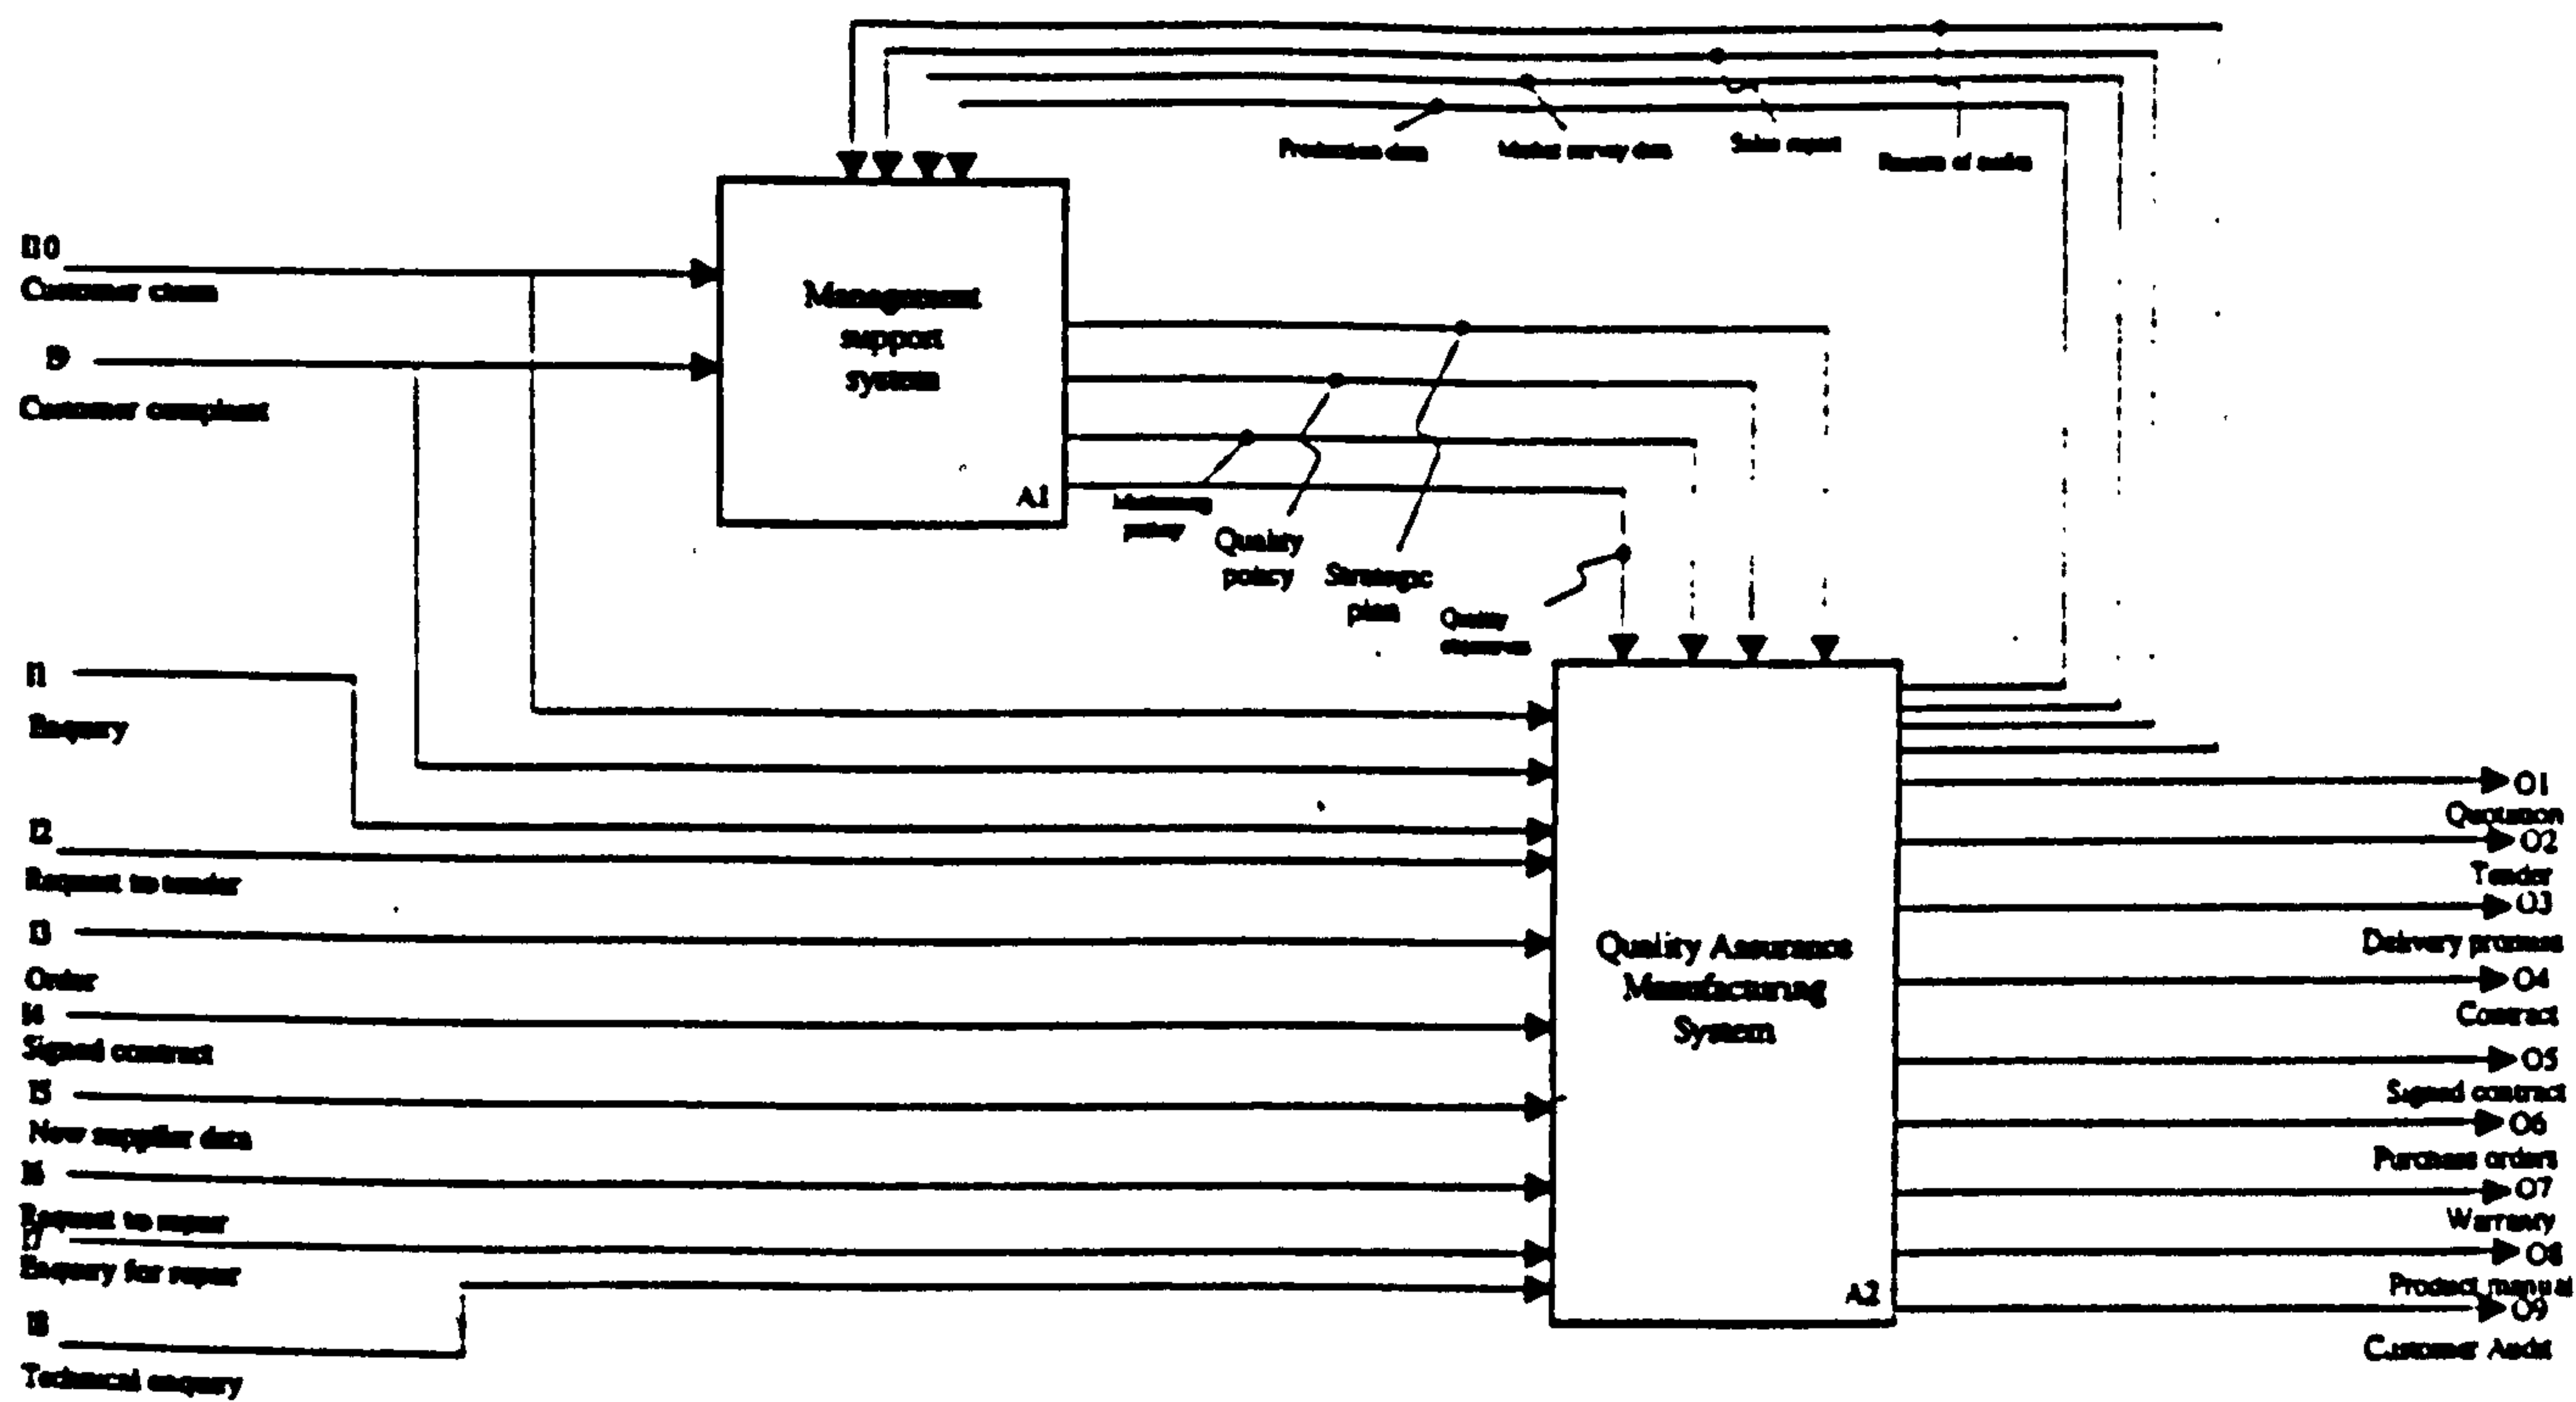 Production data
Market survey data
Sales report
of audits
I10
Customer claim
Management
support
system
I9
Customer complaint
A1
Marketing
policy
Quality
policy
Strategic
plan
Quality
I1
Enquiry
I2
Request to tender
I3
Order
I4
Signed contract
I5
New supplier data
I6
Request to repair
I7
Enquiry for repair
I8
Technical enquiry
Quality Assurance
Manufacturing
System
A2
O1
Quotation
O2
Tender
O3
Delivery promise
O4
Contract
O5
Signed contract
O6
Purchase orders
O7
Warranty
O8
Product manual
O9
Customer Audit